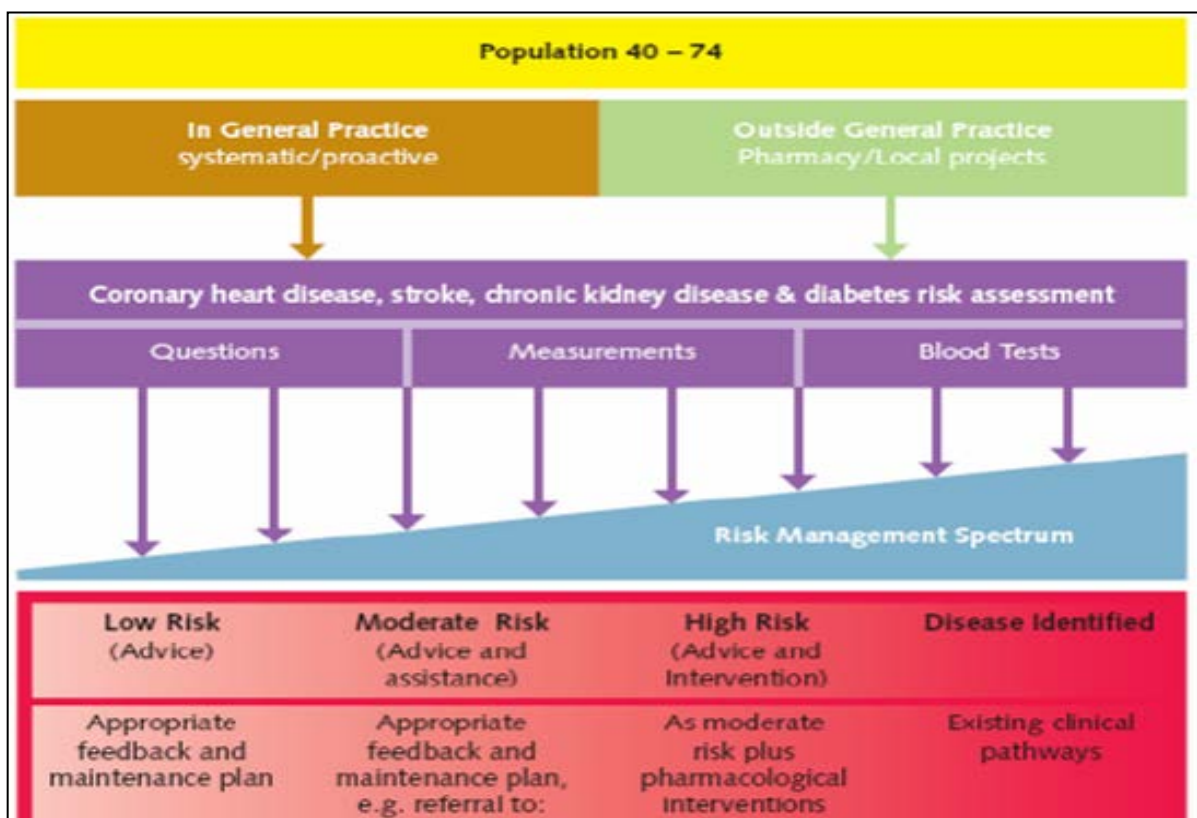 Population 40 – 74
In General Practice
systematic/proactive
Outside General Practice
Pharmacy/Local projects
Coronary heart disease, stroke, chronic kidney disease & diabetes risk assessment
Questions
Measurements
Blood Tests
Risk Management Spectrum
Low Risk
(Advice)
Moderate Risk
(Advice and
assistance)
High Risk
(Advice and
Intervention)
Disease Identified
Appropriate
feedback and
maintenance plan
Appropriate
feedback and
maintenance plan,
e.g. referral to:
As moderate
risk plus
pharmacological
interventions
Existing clinical
pathways